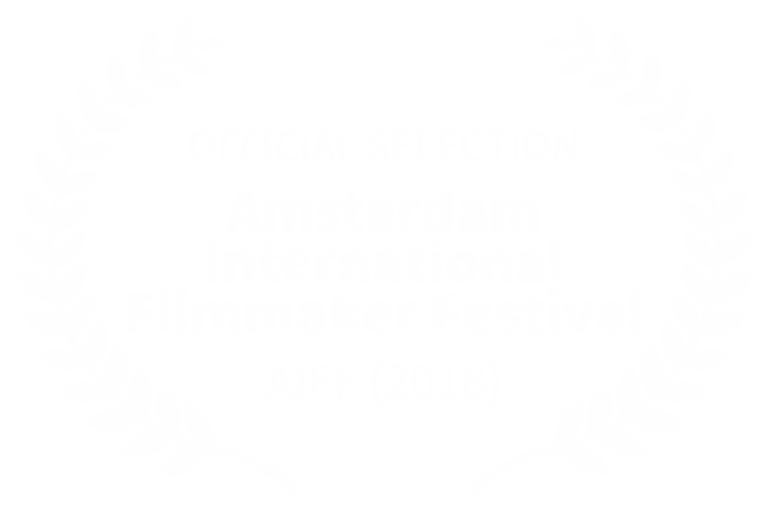 OFFICIAL SELECTION
Amsterdam
International
Filmmaker Festival
AIFF (2018)